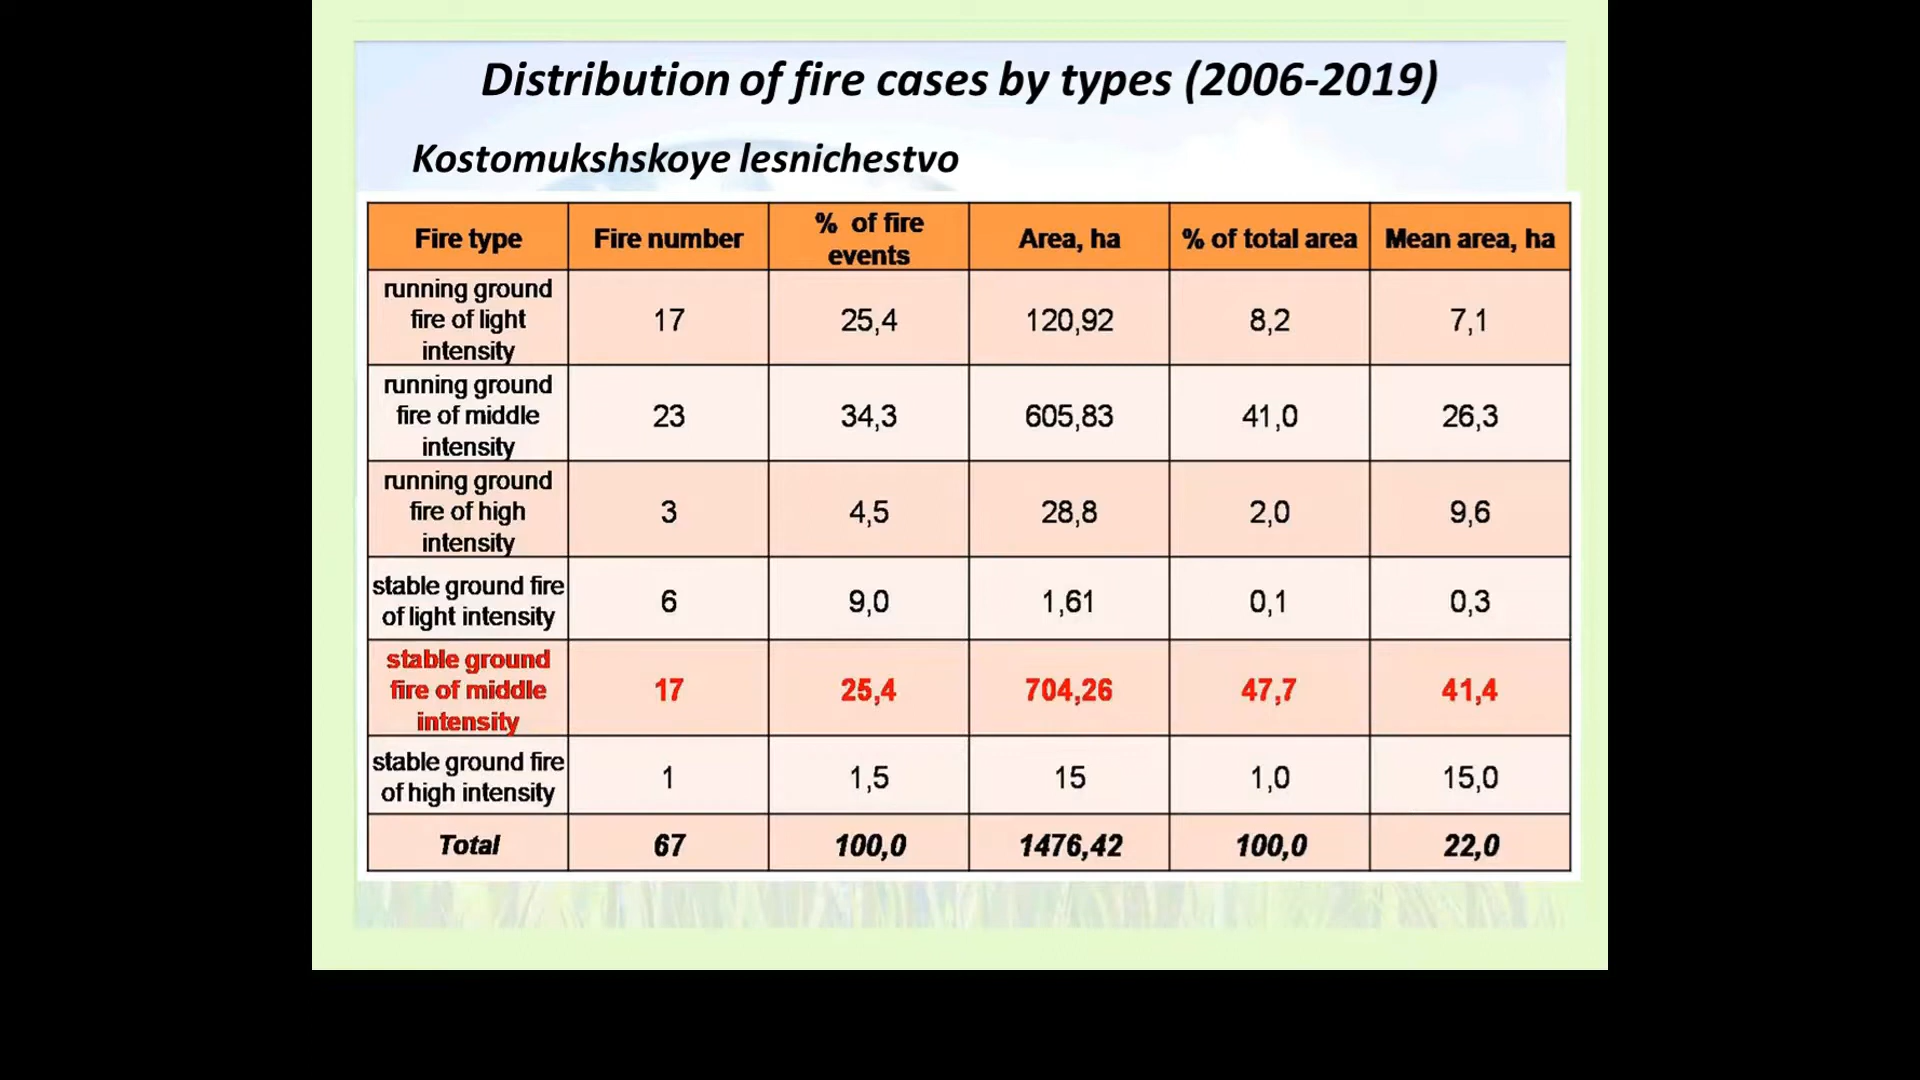 Distribution of fire cases by types (2006-2019)
Kostomukshskoye lesnichestvo
Fire type Fire number % of fire events Area, ha % of total area Mean area, ha
running ground fire of light intensity 17 25,4 120,92 8,2 7,1
running ground fire of middle intensity 23 34,3 605,83 41,0 26,3
running ground fire of high intensity 3 4,5 28,8 2,0 9,6
stable ground fire of light intensity 6 9,0 1,61 0,1 0,3
stable ground fire of middle intensity 17 25,4 704,26 47,7 41,4
stable ground fire of high intensity 1 1,5 15 1,0 15,0
Total 67 100,0 1476,42 100,0 22,0